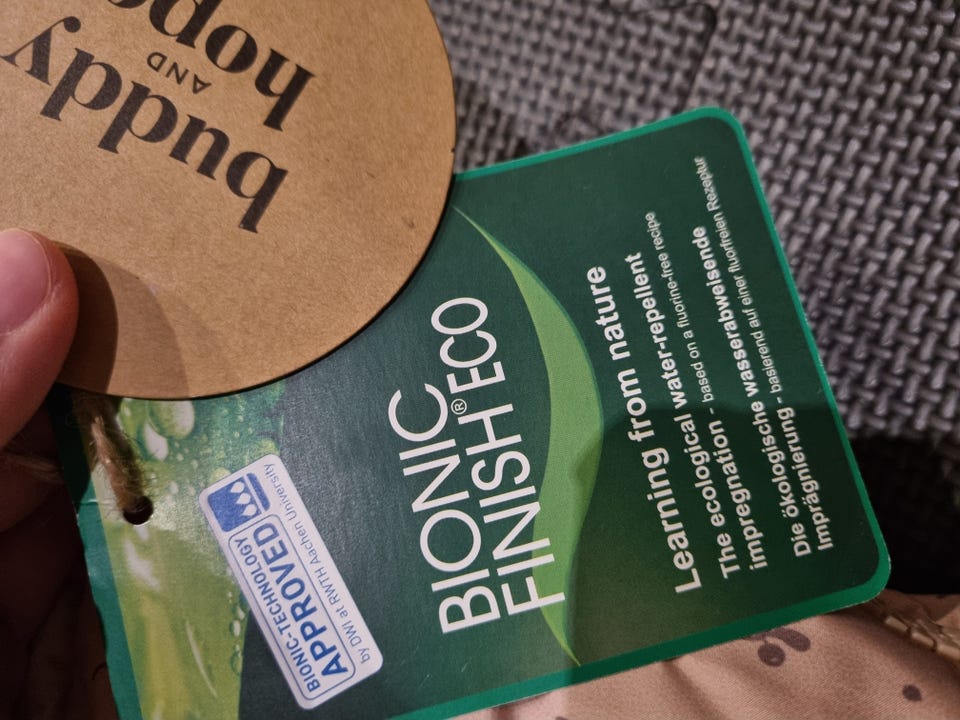 buddy
AND
hopp
BIONIC-TECHNOLOGY
APPROVED
by DWI at RWTH Aachen University
BIONIC
FINISH® ECO
Learning from nature
The ecological water-repellent
impregnation - based on a fluorine-free recipe
Die ökologische wasserabweisende
Imprägnierung - basierend auf einer fluorfreien Rezeptur